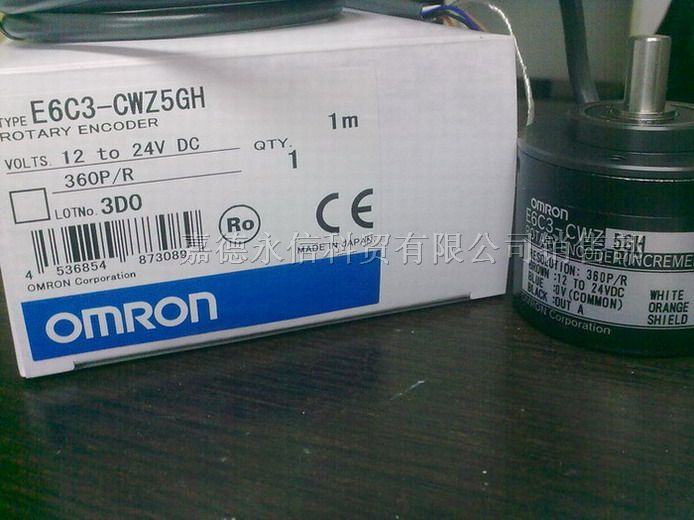 TYPE E6C3-CWZ5GH 1m
ROTARY ENCODER
VOLTS. 12 to 24V DC QTY. 1
360P/R
LOTNo. 3D0
Ro
CE
MADE IN JAPAN
4 536854 873089
OMRON Corporation
OMRON
嘉德永信科贸有限公司
OMRON
E6C3-CWZ5GH
INCREME
RESOLUTION: 360P/R
BROWN :12 TO 24VDC WHITE
BLUE :0V(COMMON) ORANGE
BLACK :OUT A SHIELD
OMRON Corporation